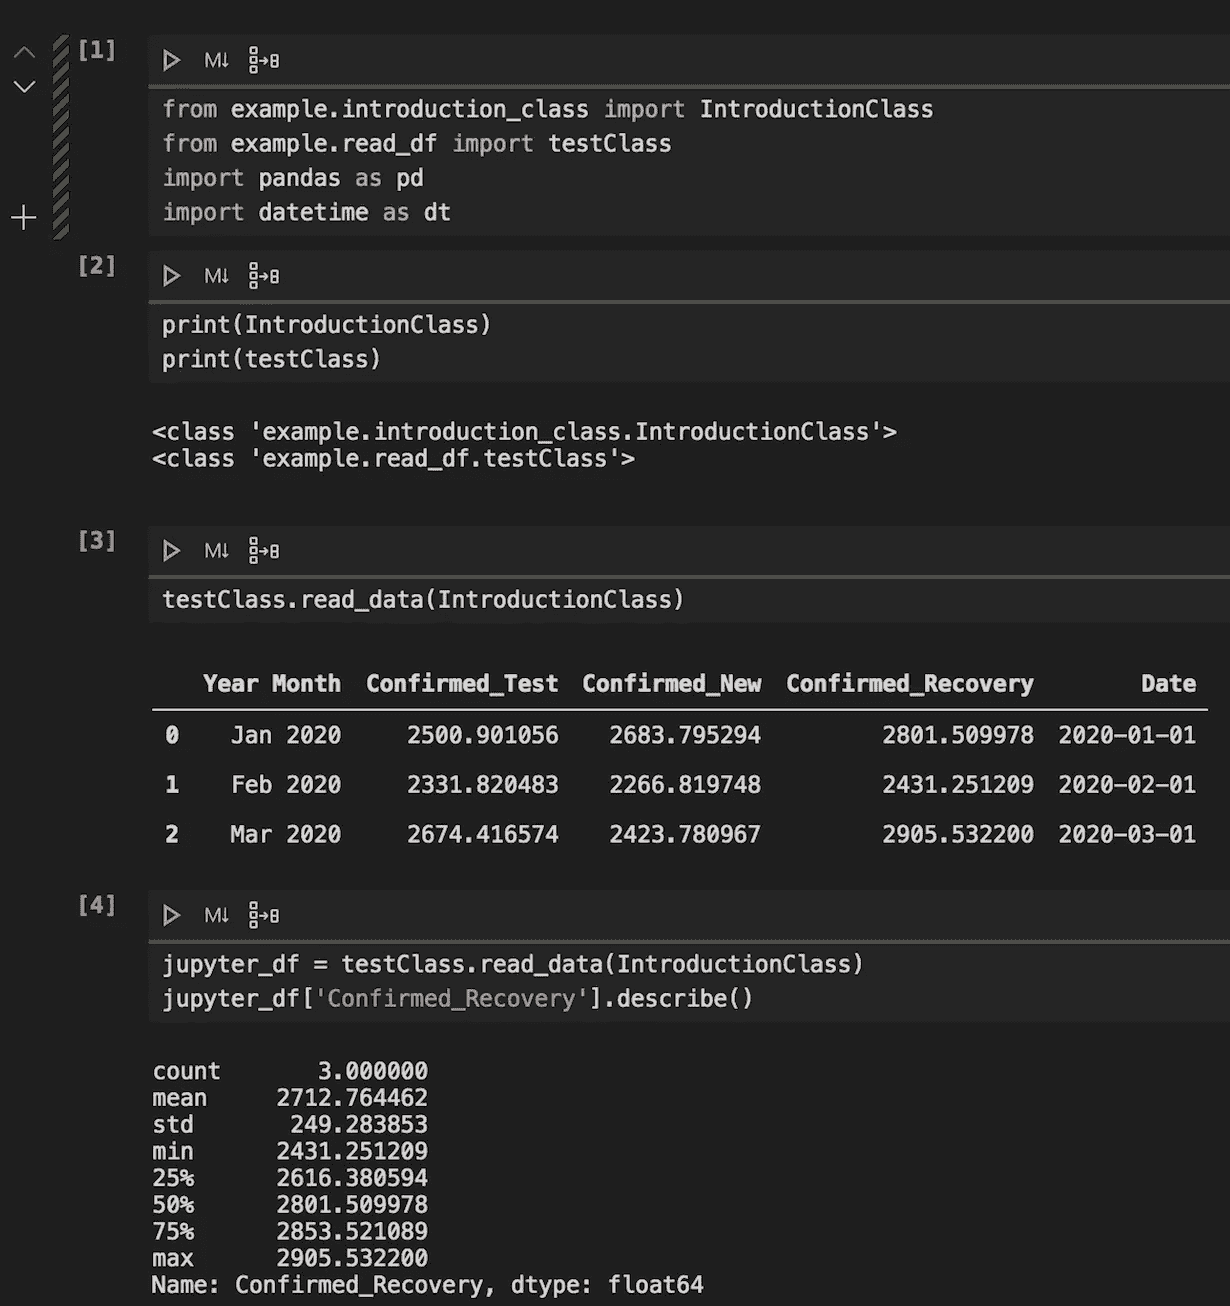 [1]
M↓
from example.introduction_class import IntroductionClass
from example.read_df import testClass
import pandas as pd
import datetime as dt
[2]
M↓
print(IntroductionClass)
print(testClass)
<class 'example.introduction_class.IntroductionClass'>
<class 'example.read_df.testClass'>
[3]
M↓
testClass.read_data(IntroductionClass)
Year Month Confirmed_Test Confirmed_New Confirmed_Recovery Date
0 Jan 2020 2500.901056 2683.795294 2801.509978 2020-01-01
1 Feb 2020 2331.820483 2266.819748 2431.251209 2020-02-01
2 Mar 2020 2674.416574 2423.780967 2905.532200 2020-03-01
[4]
M↓
jupyter_df = testClass.read_data(IntroductionClass)
jupyter_df['Confirmed_Recovery'].describe()
count 3.000000
mean 2712.764462
std 249.283853
min 2431.251209
25% 2616.380594
50% 2801.509978
75% 2853.521089
max 2905.532200
Name: Confirmed_Recovery, dtype: float64